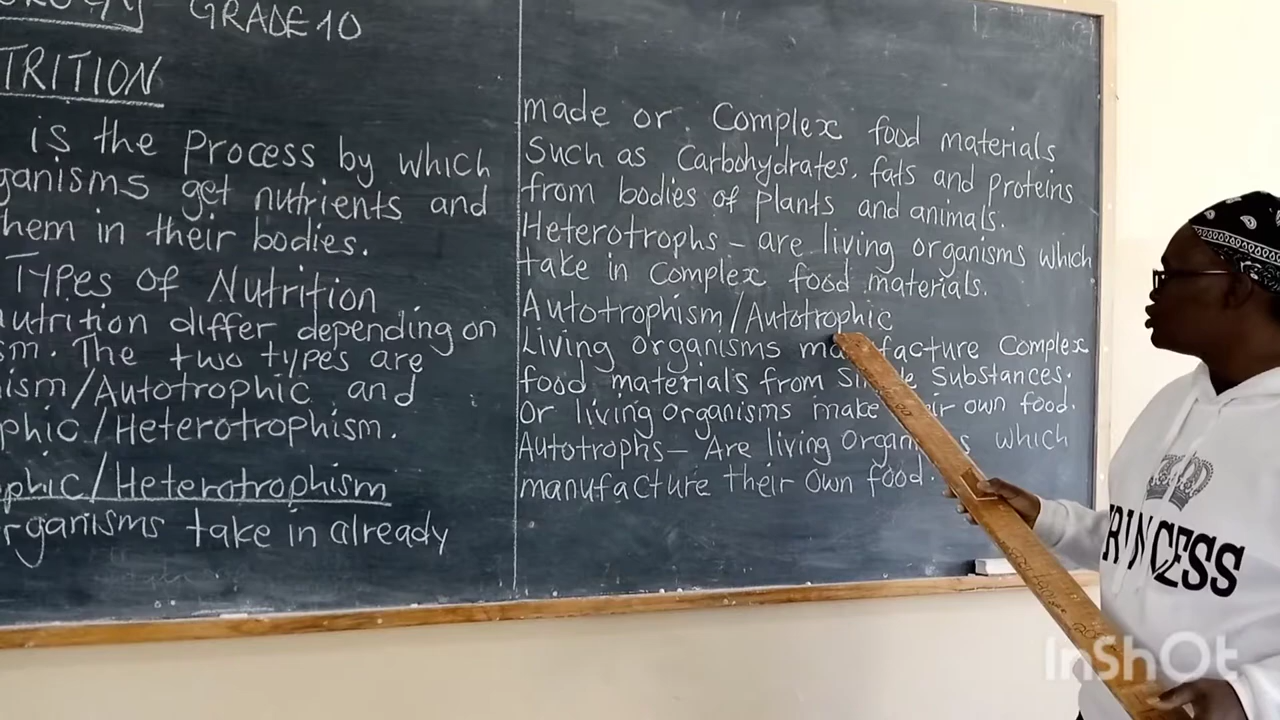 GRADE 10
TRITION
is the process by which
ganisms get nutrients and
hem in their bodies.
Types of Nutrition
utrition differ depending on
sm. The two types are
ism/Autotrophic and
phic/Heterotrophism.
phic/Heterotrophism
rganisms take in already
made or Complex food materials
Such as Carbohydrates, fats and proteins
from bodies of plants and animals.
Heterotrophs - are living organisms which
take in Complex food materials.
Autotrophism/Autotrophic
Living organisms ma facture Complex
food materials from Simple Substances.
Or living organisms make their own food.
Autotrophs - Are living Organisms which
manufacture their own food.
PRINCESS
InShOt